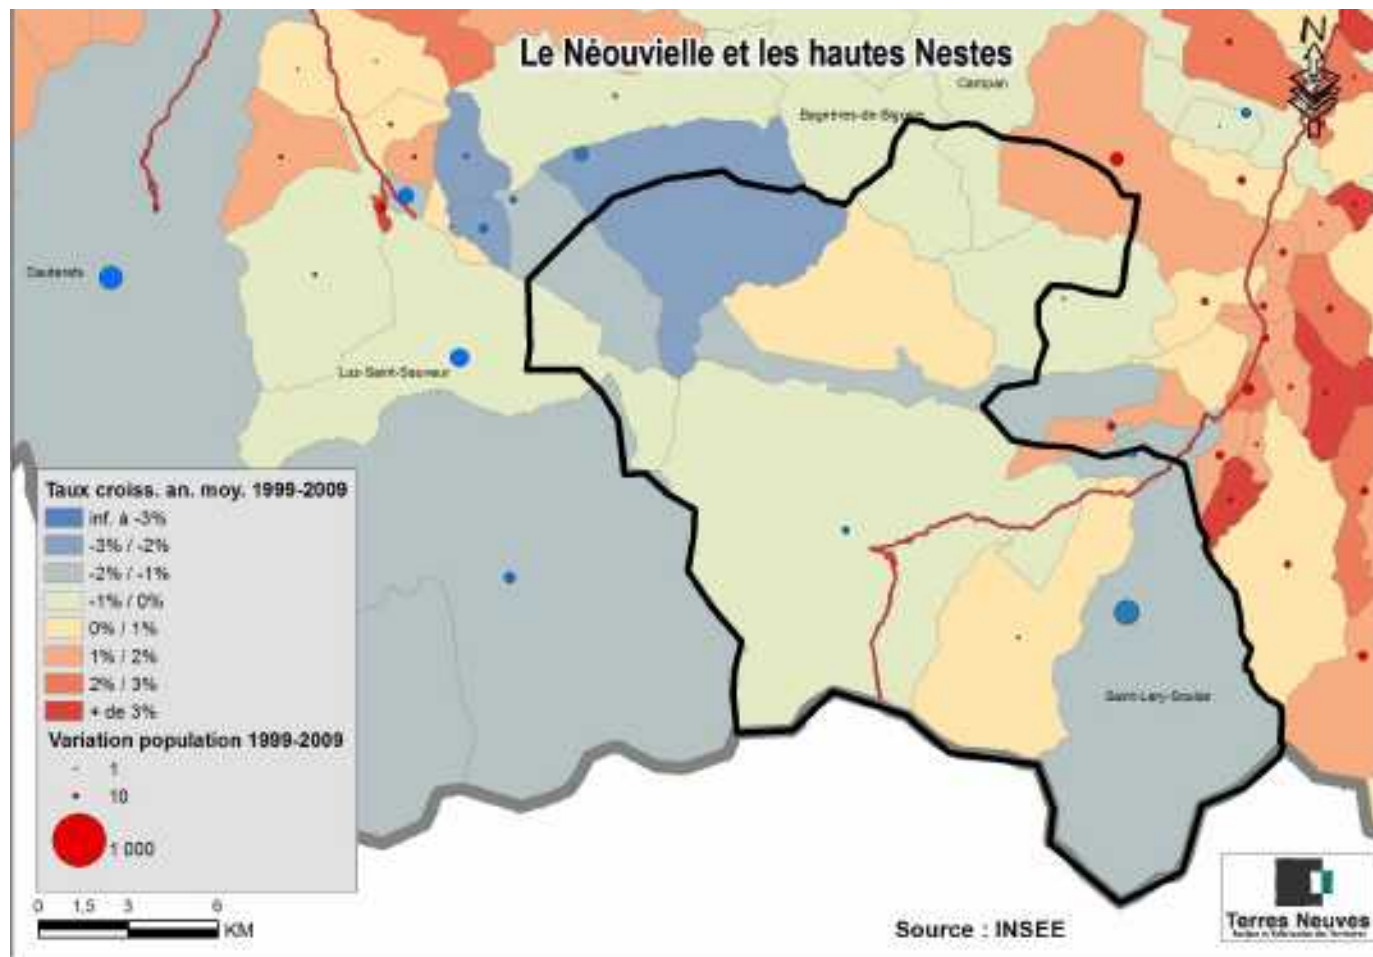 Le Néouvielle et les hautes Nestes
N
Campan
Bagnères-de-Bigorre
Cauterets
Luz-Saint-Sauveur
Saint-Lary-Soulan
Taux croiss. an. moy. 1999-2009
inf. à -3%
-3% / -2%
-2% / -1%
-1% / 0%
0% / 1%
1% / 2%
2% / 3%
+ de 3%
Variation population 1999-2009
1
10
1 000
0 1,5 3 6
KM
Source : INSEE
Terres Neuves